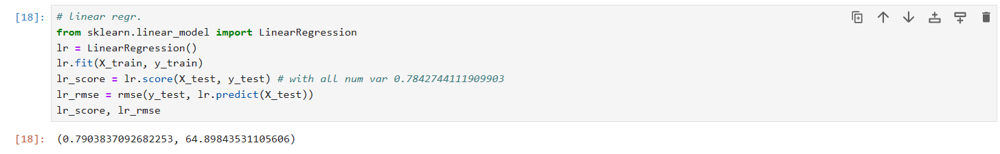 [18]: # linear regr.
from sklearn.linear_model import LinearRegression
lr = LinearRegression()
lr.fit(X_train, y_train)
lr_score = lr.score(X_test, y_test) # with all num var 0.7842744111909903
lr_rmse = rmse(y_test, lr.predict(X_test))
lr_score, lr_rmse
[18]: (0.7903837092682253, 64.89843531105606)